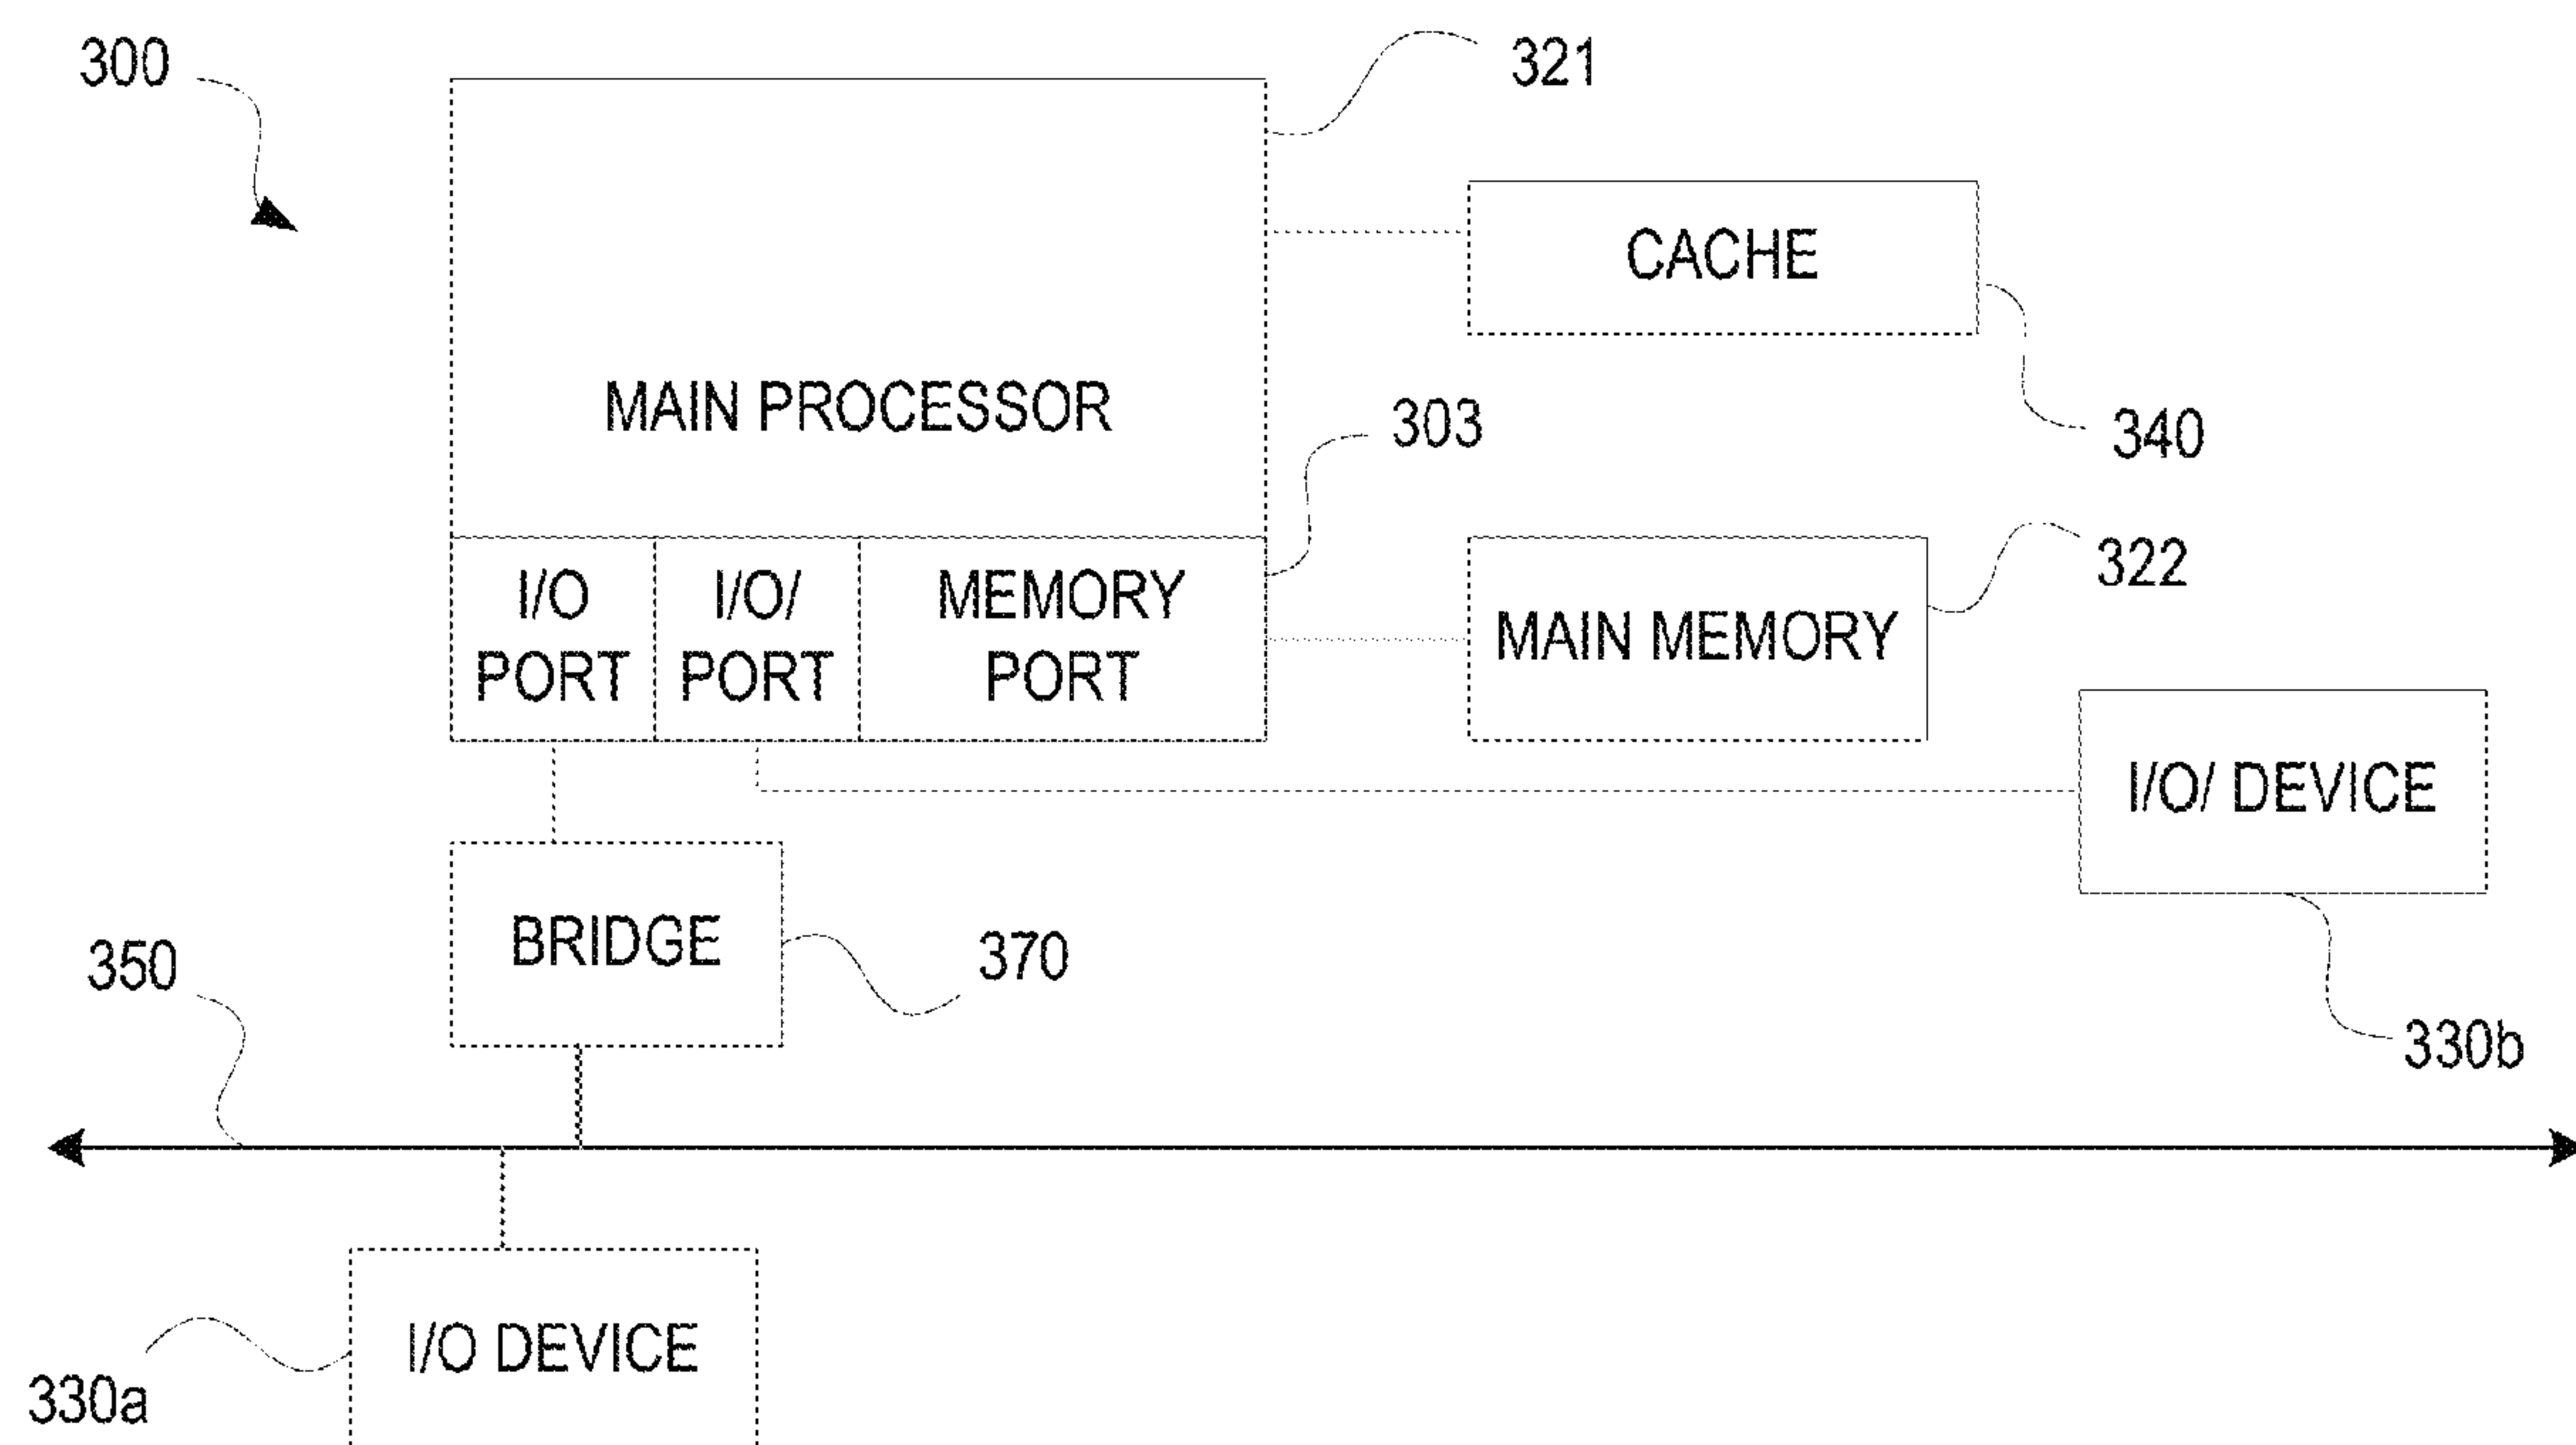 300
321
CACHE
340
MAIN PROCESSOR
303
I/O
PORT
I/O/
PORT
MEMORY
PORT
MAIN MEMORY
322
I/O/ DEVICE
330b
BRIDGE
370
350
I/O DEVICE
330a